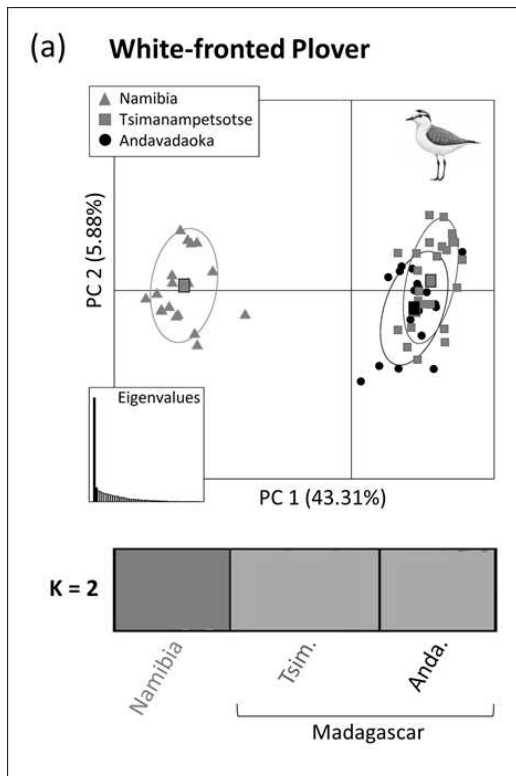 (a) White-fronted Plover
Namibia
Tsimanampetsotse
Andavadaoka
PC 2 (5.88%)
Eigenvalues
PC 1 (43.31%)
K = 2
Namibia
Tsim.
Anda.
Madagascar